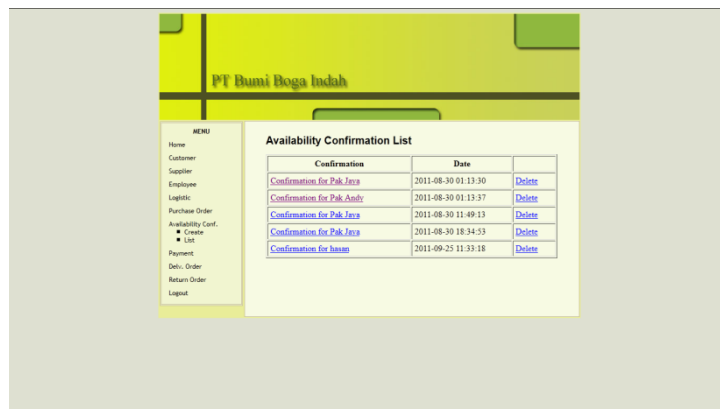 PT Bumi Boga Indah
MENU
Home
Customer
Supplier
Employee
Logistic
Purchase Order
Availability Conf.
Create
List
Payment
Delv. Order
Return Order
Logout
Availability Confirmation List
Confirmation Date
Confirmation for Pak Java 2011-08-30 01:13:30 Delete
Confirmation for Pak Andy 2011-08-30 01:13:37 Delete
Confirmation for Pak Java 2011-08-30 11:49:13 Delete
Confirmation for Pak Java 2011-08-30 18:34:53 Delete
Confirmation for hasan 2011-09-25 11:33:18 Delete